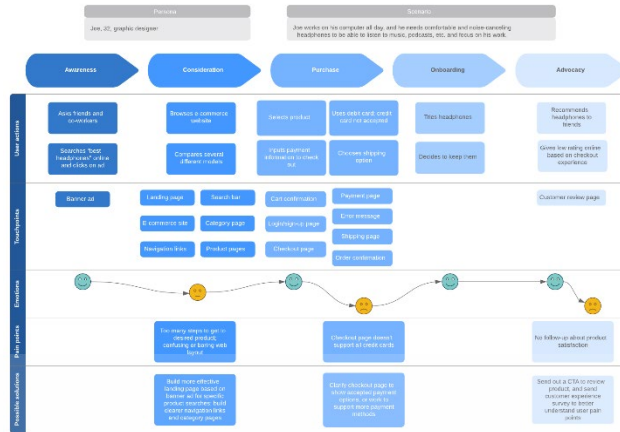 Persona
Scenario
Joe, 32, graphic designer
Joe works on his computer all day, and he needs comfortable and noise-canceling
headphones to be able to listen to music, podcasts, etc. and focus on his work.
Awareness
Consideration
Purchase
Onboarding
Advocacy
User actions
Asks friends and
co-workers
Searches "best
headphones" online
and clicks on ad
Browses e-commerce
website
Compares several
different models
Selects product
Uses debit card; credit
card not accepted
Inputs payment
information to check
out
Chooses shipping
option
Tries headphones
Decides to keep them
Recommends
headphones to
friends
Gives low rating online
based on checkout
experience
Touchpoints
Banner ad
Landing page
Search bar
E-commerce site
Category page
Navigation links
Product pages
Cart confirmation
Login/signup page
Checkout page
Payment page
Error message
Shipping page
Order confirmation
Customer review page
Emotions
Pain points
Too many steps to get to
desired product;
confusing or boring web
layout
Checkout page doesn't
support all credit cards
No follow-up about product
satisfaction
Possible solutions
Build more effective
landing page based on
banner ad for specific
product searches; build
clearer navigation links
and category pages
Clarify checkout page to
show accepted payment
options, or work to
support more payment
methods
Send out a CTA to review
product, and send
customer experience
survey to better
understand user pain
points